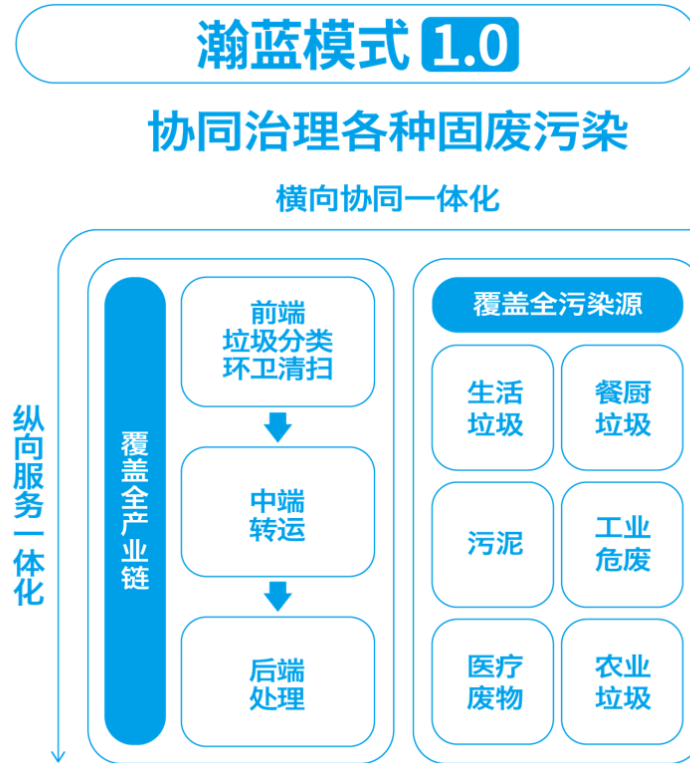 瀚蓝模式 1.0
协同治理各种固废污染
横向协同一体化
纵向服务一体化
覆盖全产业链
前端
垃圾分类
环卫清扫
中端
转运
后端
处理
覆盖全污染源
生活
垃圾
餐厨
垃圾
污泥
工业
危废
医疗
废物
农业
垃圾